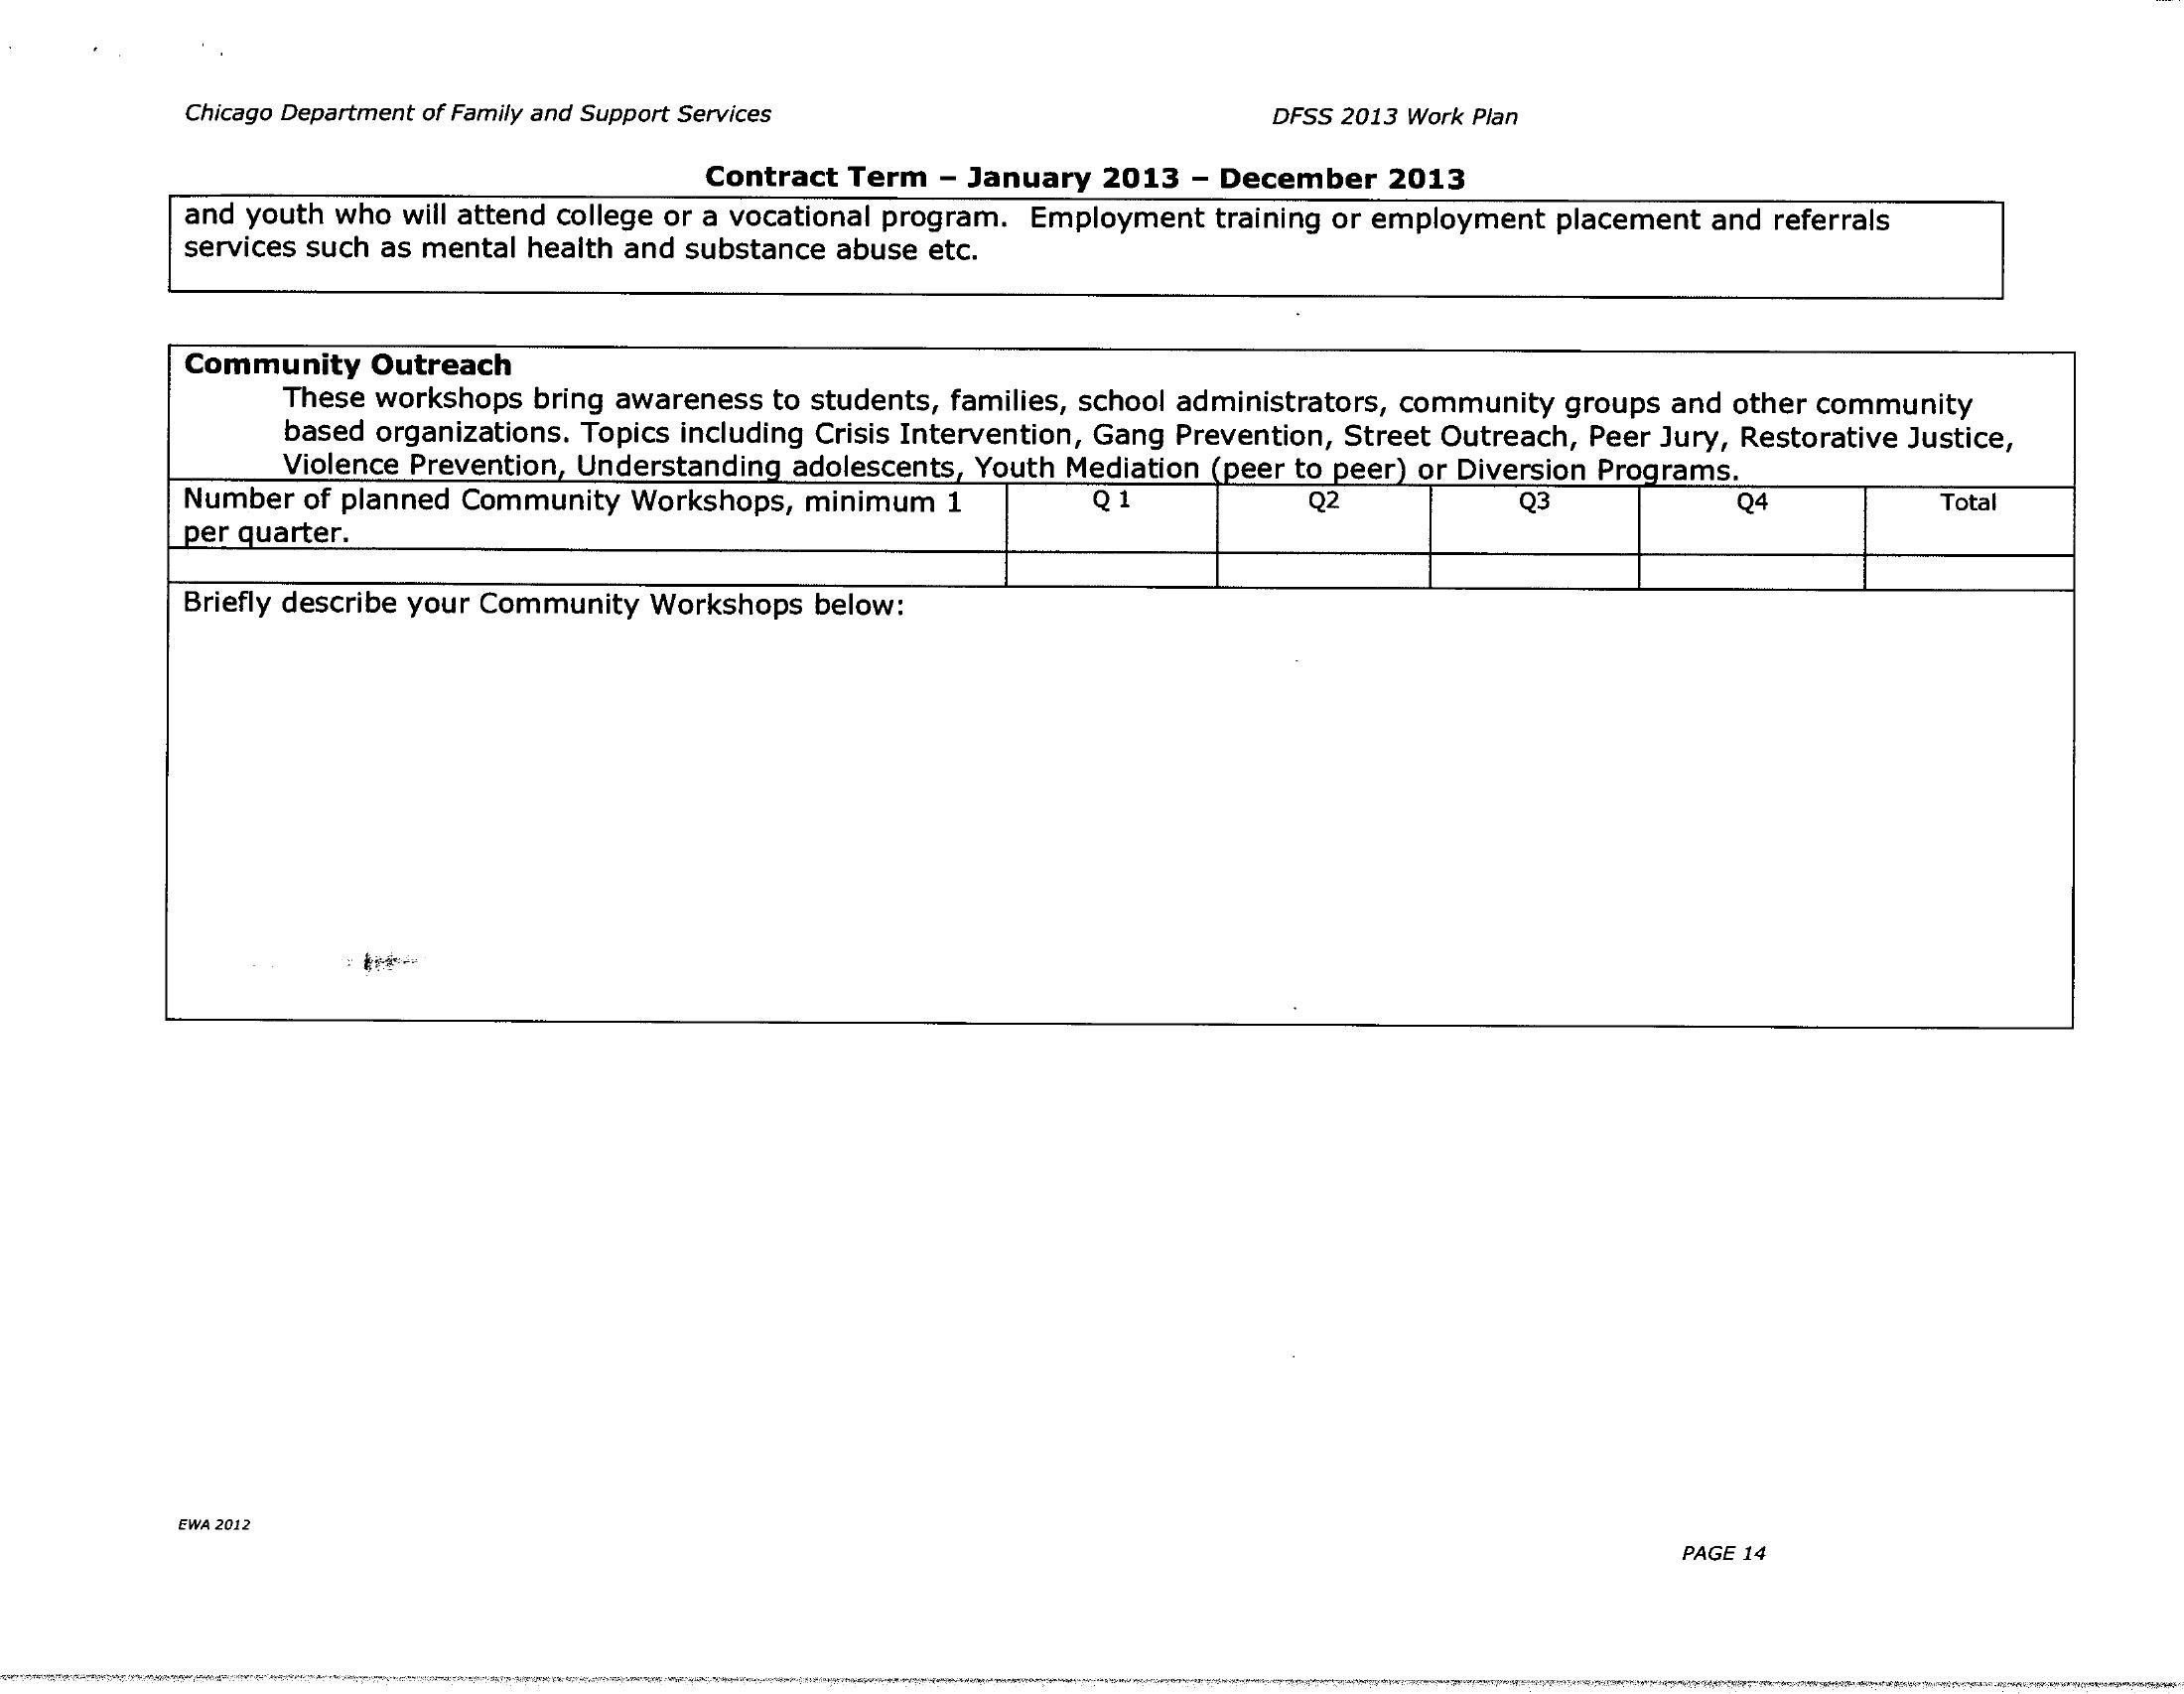 Chicago Department of Family and Support Services DFSS 2013 Work Plan
Contract Term – January 2013 – December 2013
and youth who will attend college or a vocational program. Employment training or employment placement and referrals
services such as mental health and substance abuse etc.
Community Outreach
These workshops bring awareness to students, families, school administrators, community groups and other community
based organizations. Topics including Crisis Intervention, Gang Prevention, Street Outreach, Peer Jury, Restorative Justice,
Violence Prevention, Understanding adolescents, Youth Mediation (peer to peer) or Diversion Programs.
Number of planned Community Workshops, minimum 1 Q 1 Q2 Q3 Q4 Total
per quarter.
Briefly describe your Community Workshops below:
EWA 2012
PAGE 14